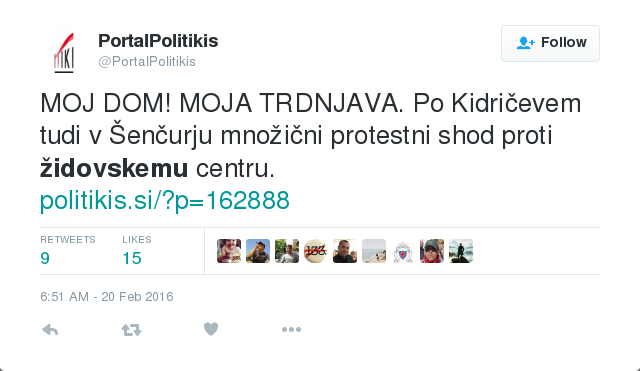 PortalPolitikis
@PortalPolitikis
Follow
MOJ DOM! MOJA TRDNJAVA. Po Kidričevem
tudi v Šenčurju množični protestni shod proti
židovskemu centru.
politikis.si/?p=162888
RETWEETS LIKES
9 15
6:51 AM - 20 Feb 2016